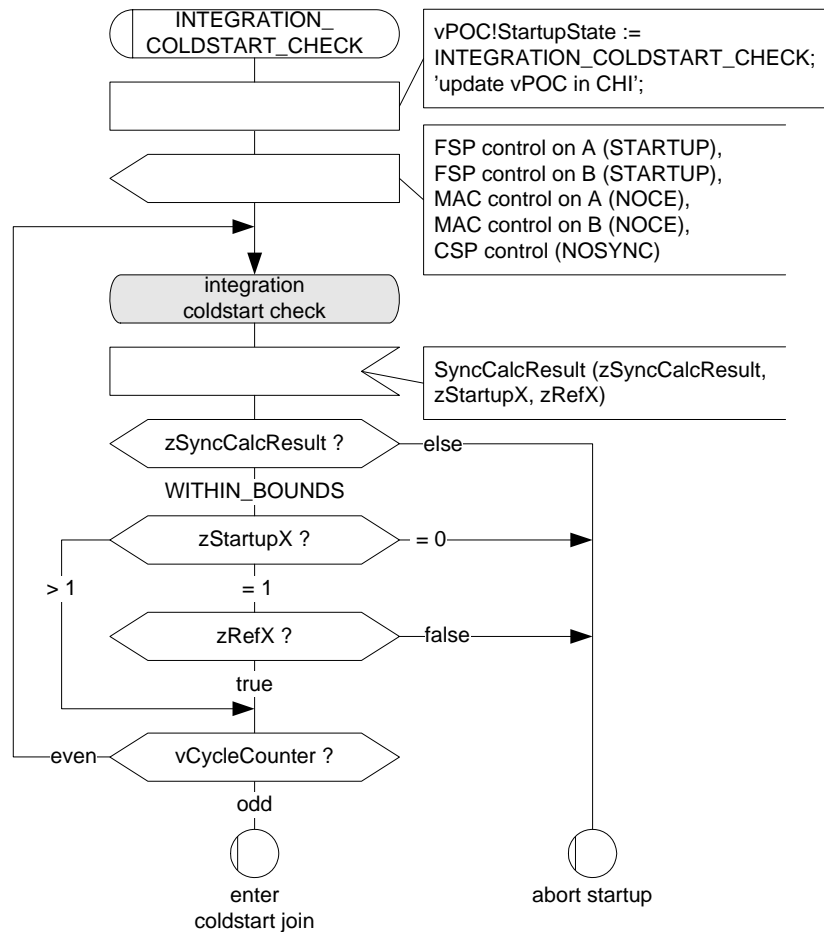 INTEGRATION_
COLDSTART_CHECK
vPOC!StartupState :=
INTEGRATION_COLDSTART_CHECK;
'update vPOC in CHI';
FSP control on A (STARTUP),
FSP control on B (STARTUP),
MAC control on A (NOCE),
MAC control on B (NOCE),
CSP control (NOSYNC)
integration
coldstart check
SyncCalcResult (zSyncCalcResult,
zStartupX, zRefX)
zSyncCalcResult ?
else
WITHIN_BOUNDS
zStartupX ?
= 0
> 1
= 1
zRefX ?
false
true
even
vCycleCounter ?
odd
enter
coldstart join
abort startup